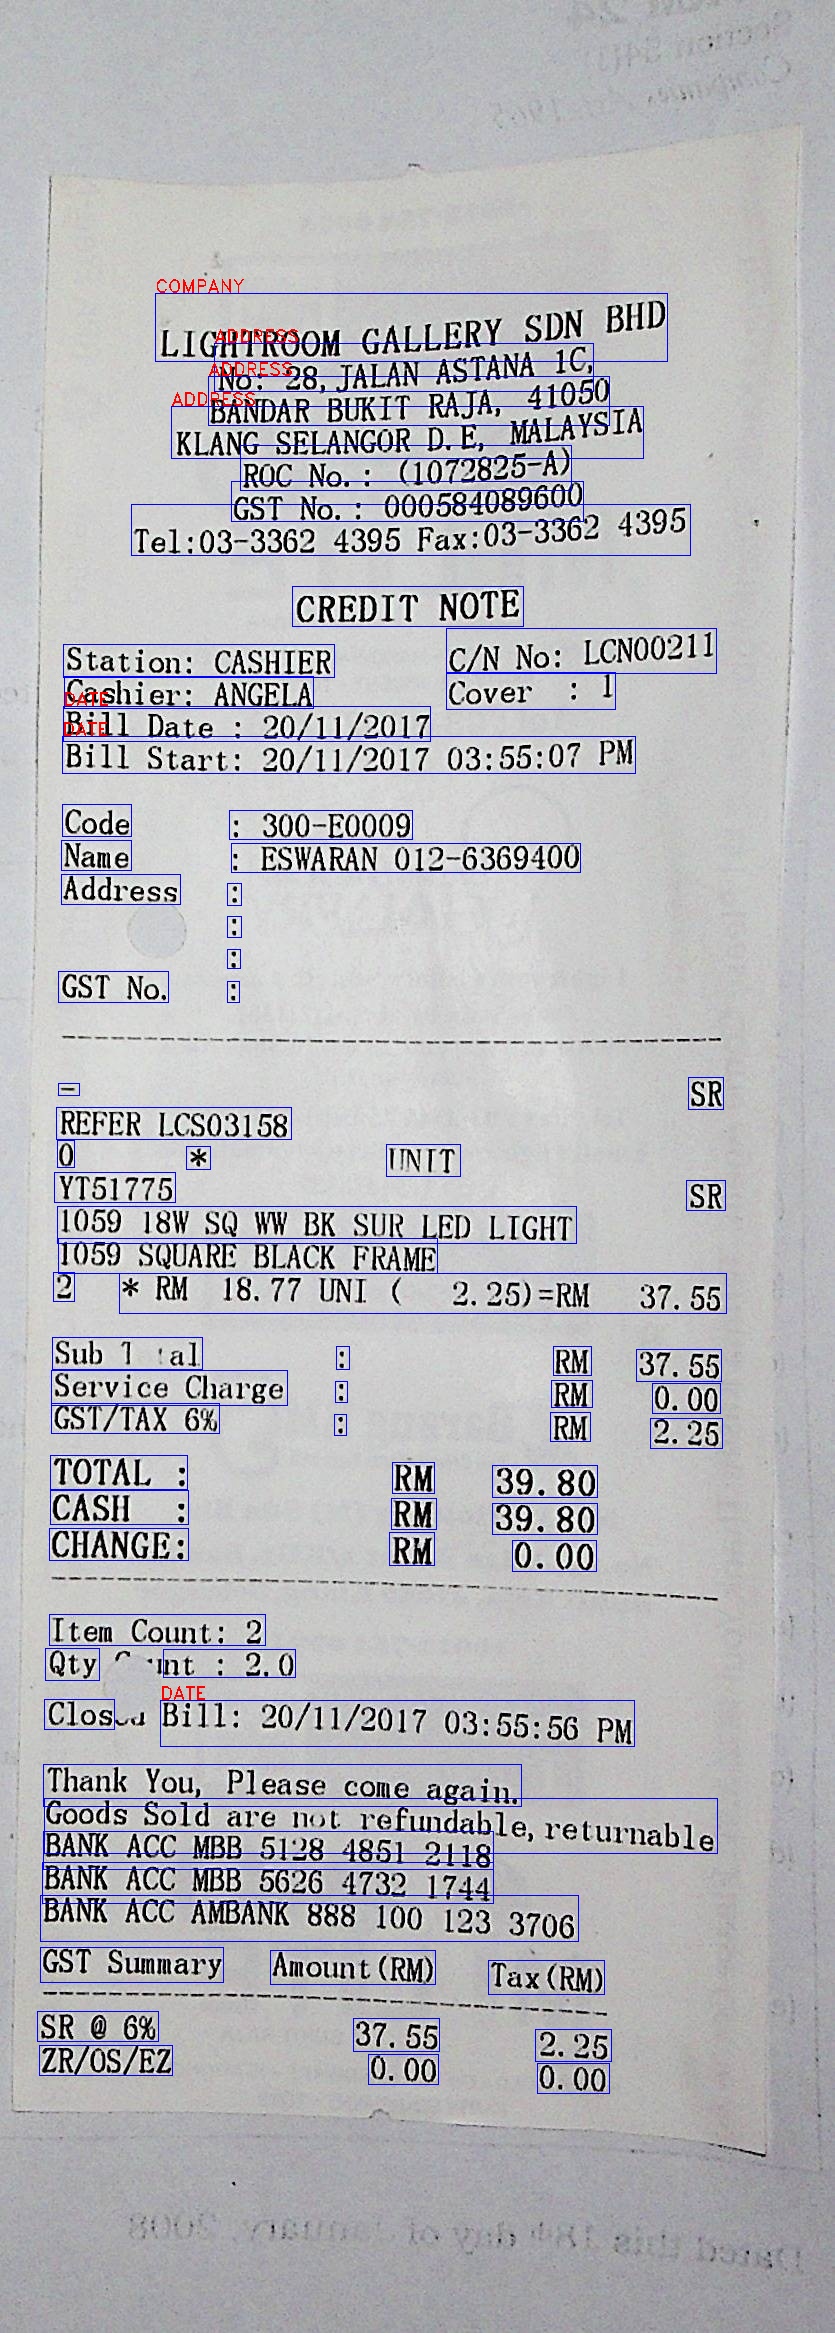 COMPANY
LIGHTROOM GALLERY SDN BHD
ADDRESS
No: 28, JALAN ASTANA 1C,
ADDRESS
BANDAR BUKIT RAJA, 41050
ADDRESS
KLANG SELANGOR D.E, MALAYSIA
ROC No.: (1072825-A)
GST No.: 000584089600
Tel:03-3362 4395 Fax:03-3362 4395
CREDIT NOTE
Station: CASHIER C/N No: LCN00211
Cashier: ANGELA Cover : 1
DATE
Bill Date : 20/11/2017
DATE
Bill Start: 20/11/2017 03:55:07 PM
Code : 300-E0009
Name : ESWARAN 012-6369400
Address :
:
:
GST No. :
- SR
REFER LCS03158
0 * UNIT
YT51775 SR
1059 18W SQ WW BK SUR LED LIGHT
1059 SQUARE BLACK FRAME
2 * RM 18.77 UNI ( 2.25)=RM 37.55
Sub : RM 37.55
Service Charge : RM 0.00
GST/TAX 6% : RM 2.25
TOTAL : RM 39.80
CASH : RM 39.80
CHANGE: RM 0.00
Item Count: 2
Qty : 2.0
DATE
Closed Bill: 20/11/2017 03:55:56 PM
Thank You, Please come again.
Goods Sold are not refundable, returnable
BANK ACC MBB 5128 4851 2118
BANK ACC MBB 5626 4732 1744
BANK ACC AMBANK 888 100 123 3706
GST Summary Amount(RM) Tax(RM)
SR @ 6% 37.55 2.25
ZR/OS/EZ 0.00 0.00